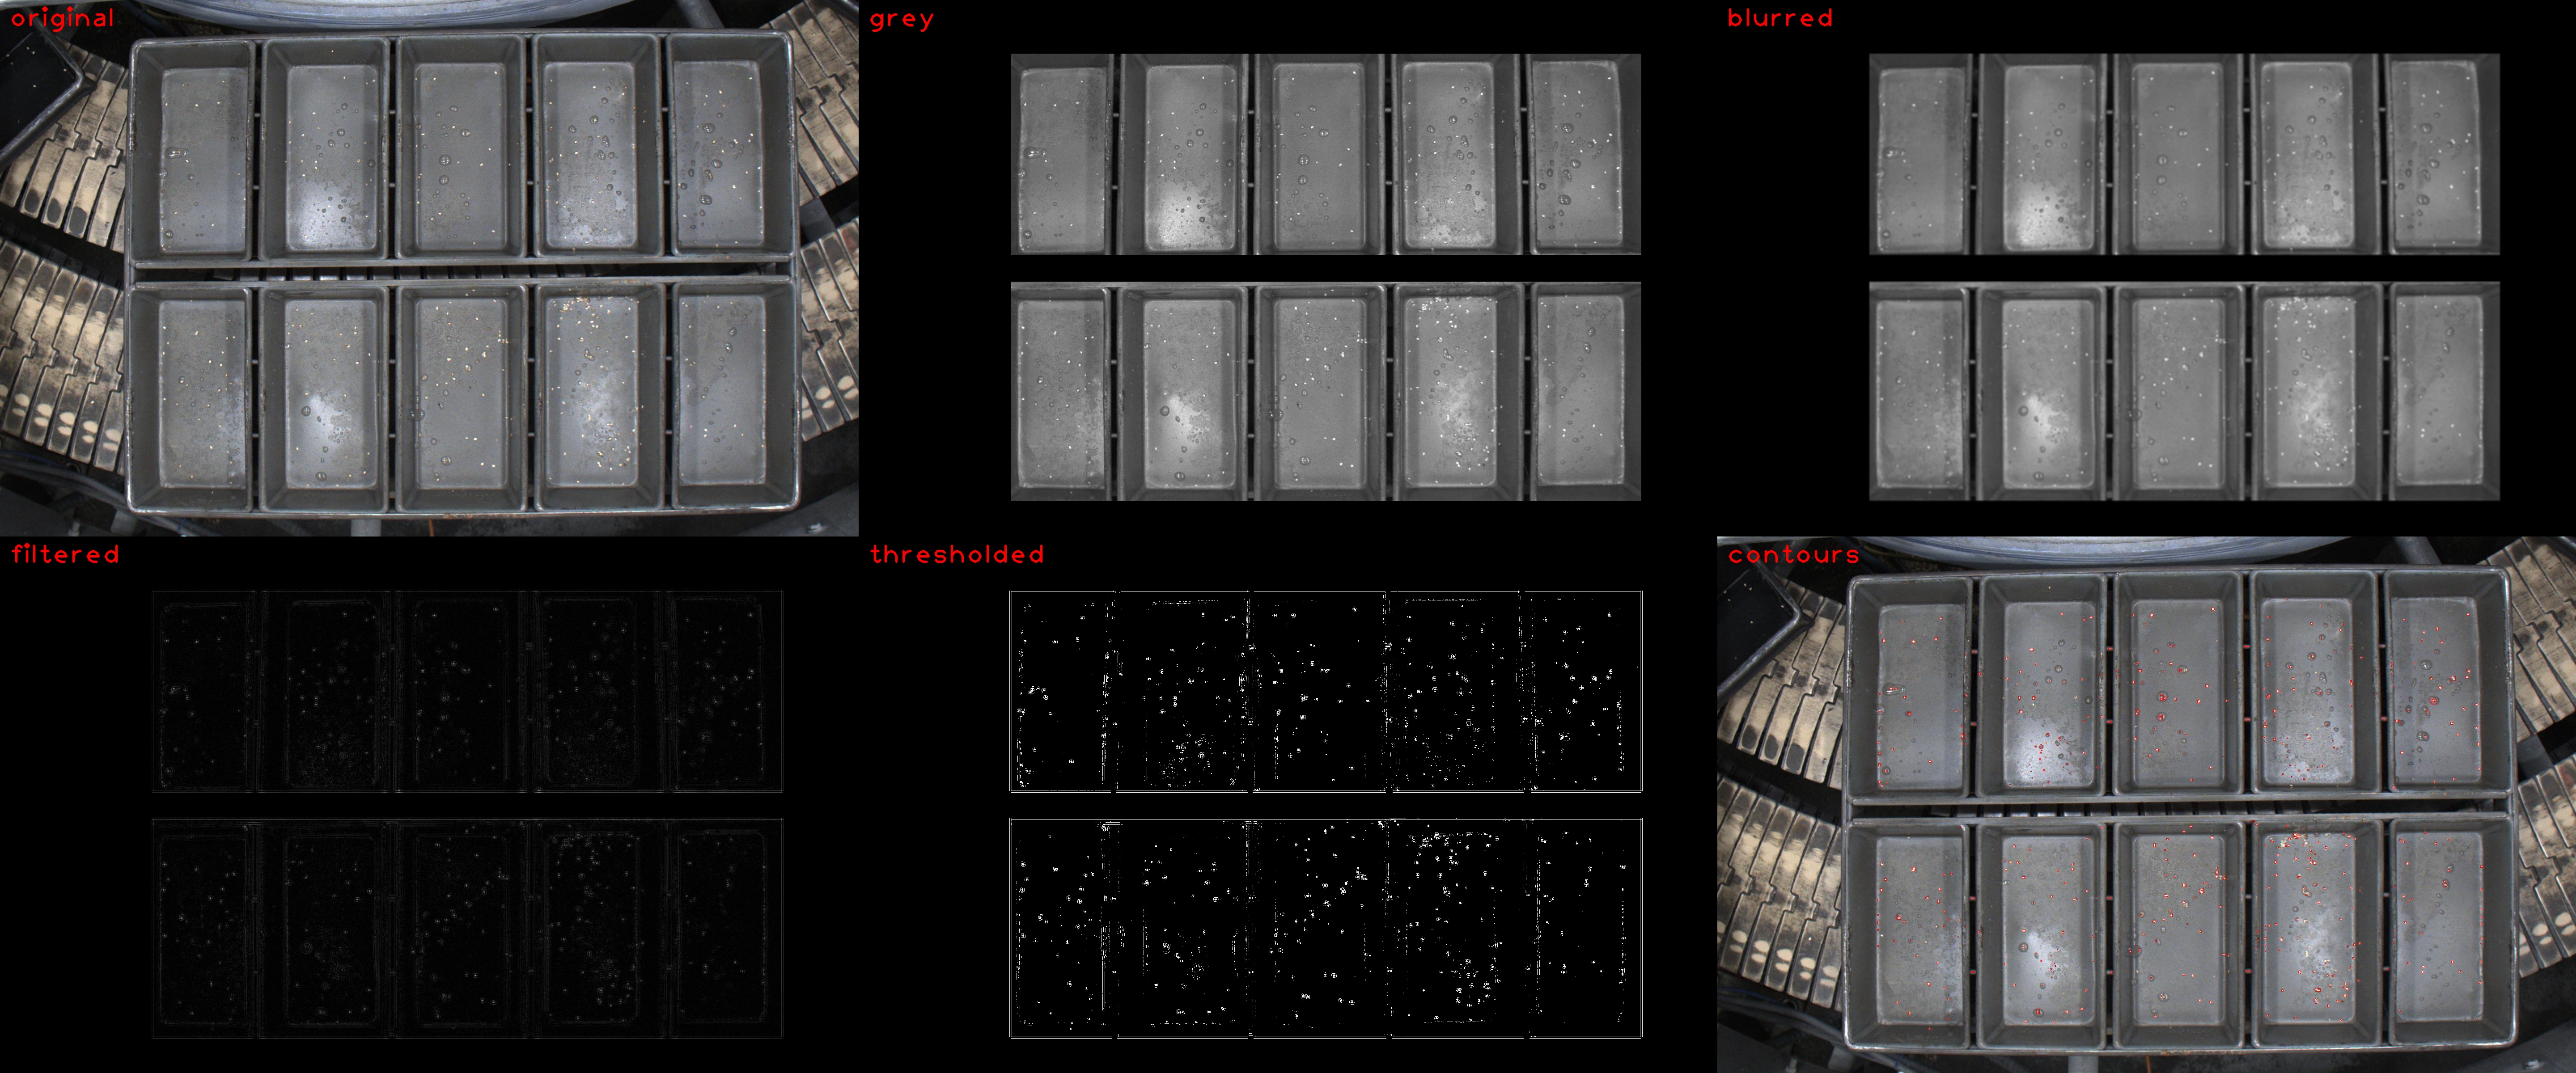 original
grey
blurred
filtered
thresholded
contours